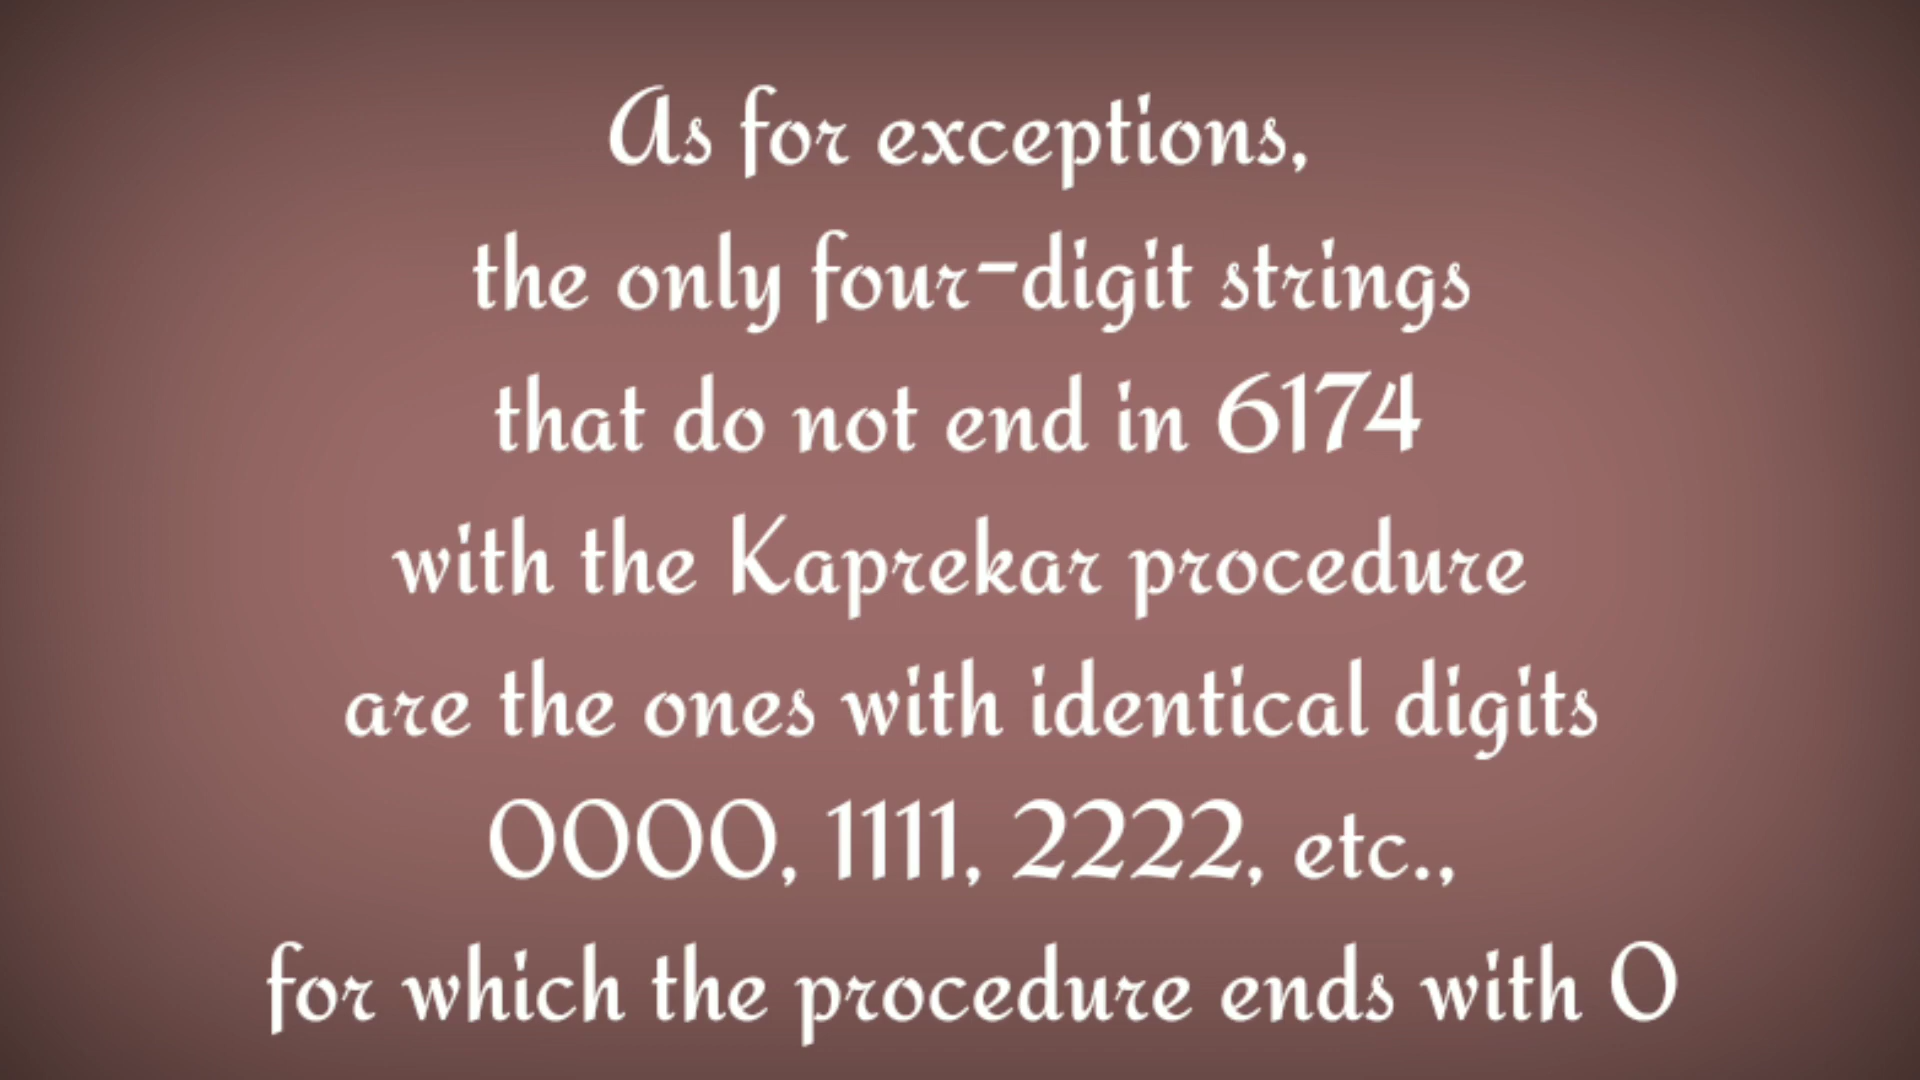 As for exceptions,
the only four-digit strings
that do not end in 6174
with the Kaprekar procedure
are the ones with identical digits
0000, 1111, 2222, etc.,
for which the procedure ends with 0